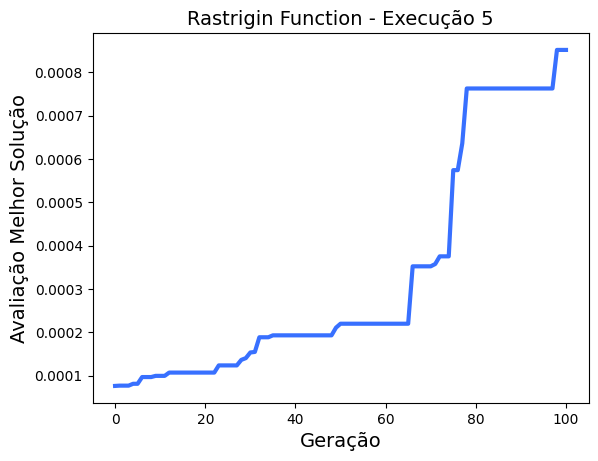 Rastrigin Function - Execução 5
Avaliação Melhor Solução
0.0008
0.0007
0.0006
0.0005
0.0004
0.0003
0.0002
0.0001
0 20 40 60 80 100
Geração